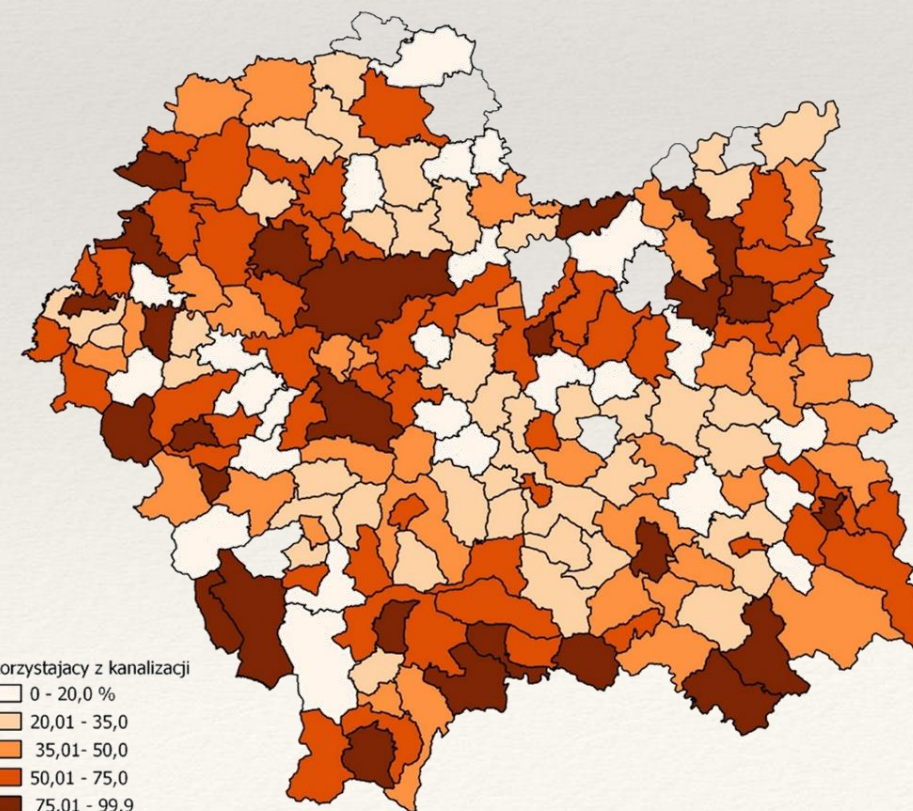 orzystajacy z kanalizacji
0 - 20,0 %
20,01 - 35,0
35,01- 50,0
50,01 - 75,0
75,01 - 99,9